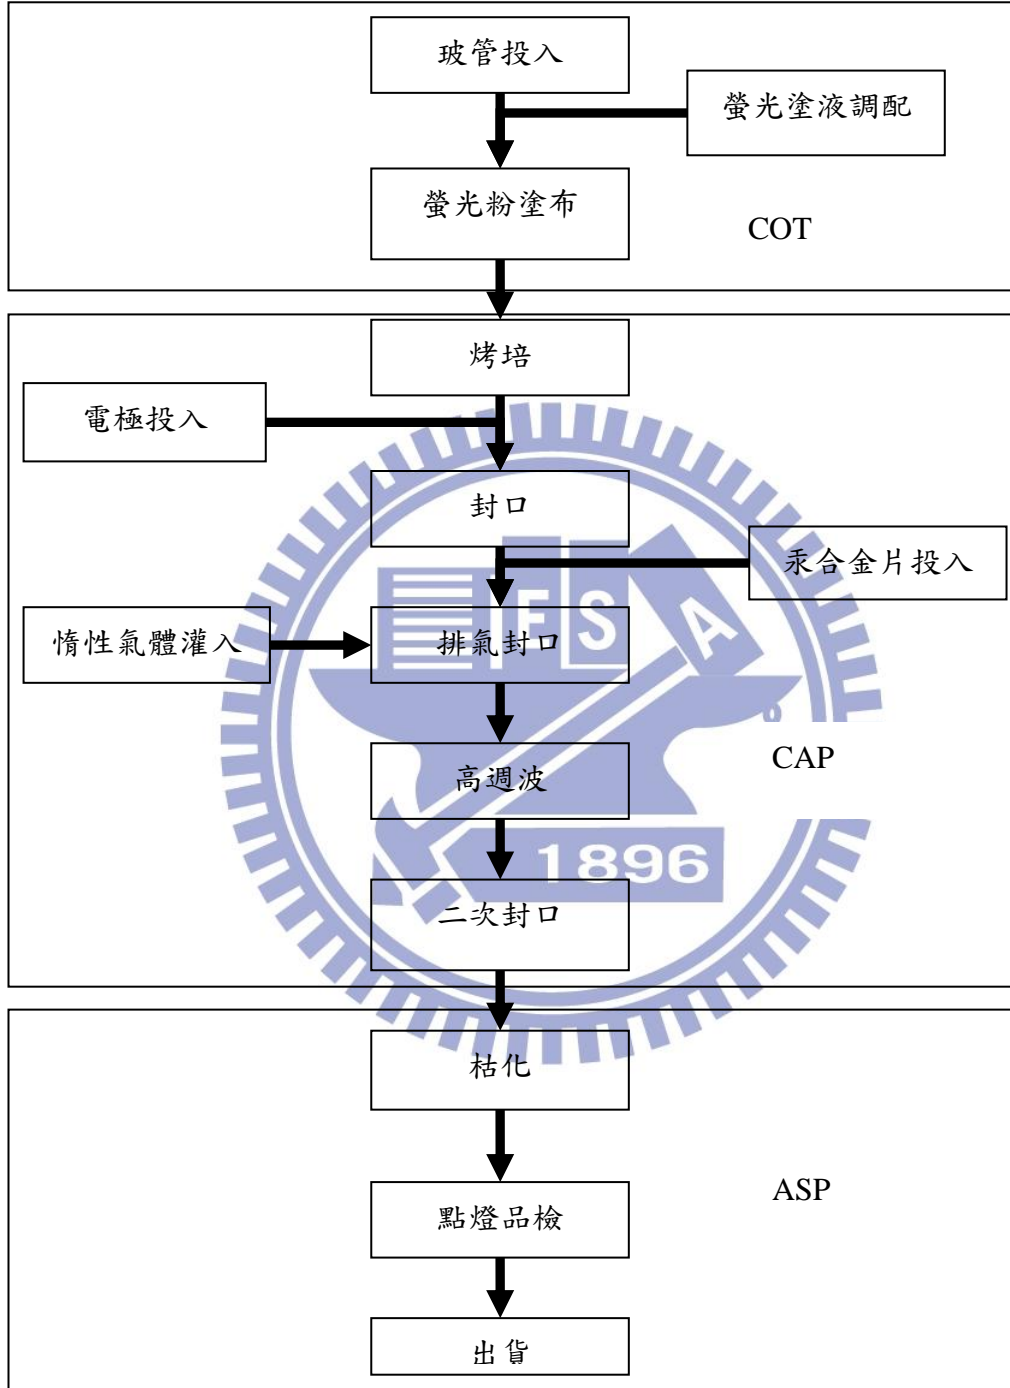 玻管投入
螢光塗液調配
螢光粉塗布
COT
烤培
電極投入
封口
汞合金片投入
惰性氣體灌入
排氣封口
E S A
CAP
高週波
1896
二次封口
枯化
ASP
點燈品檢
出貨